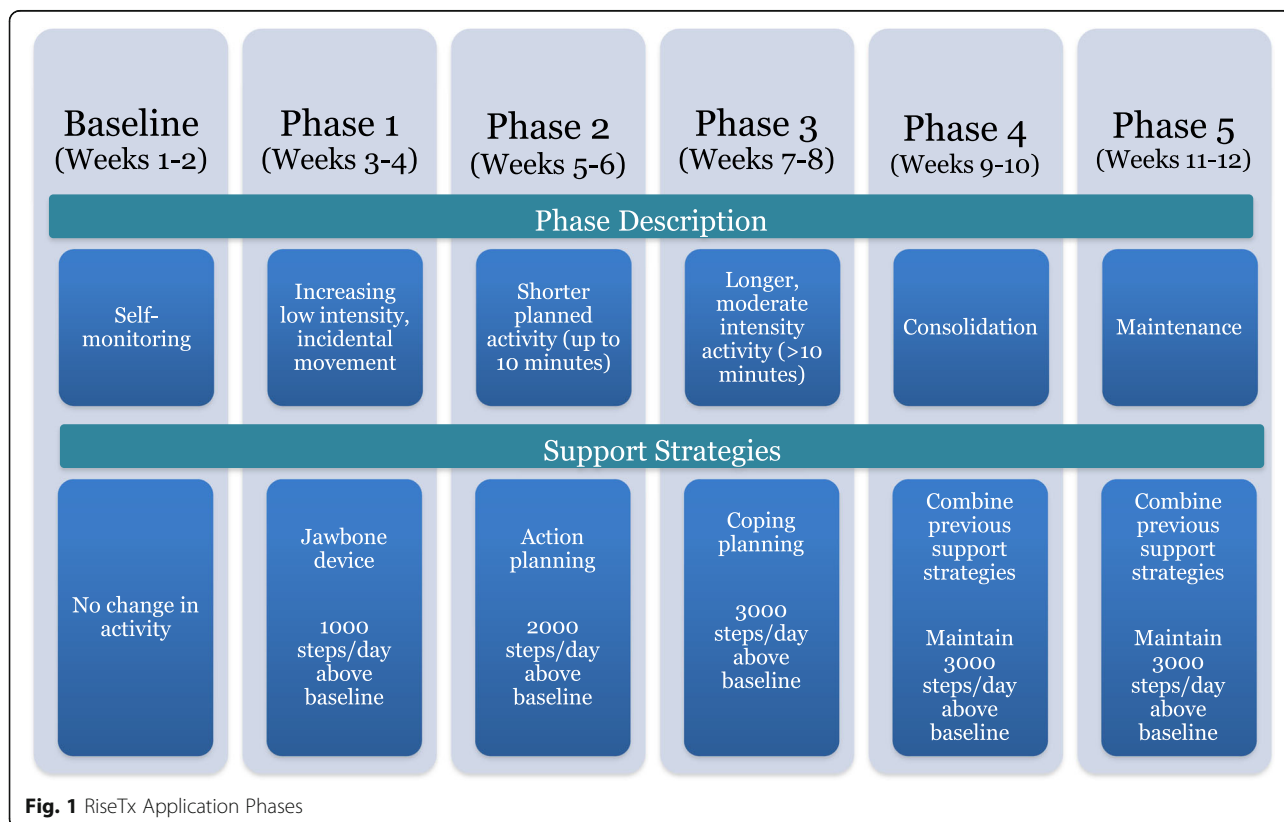 Baseline
(Weeks 1-2)
Phase 1
(Weeks 3-4)
Phase 2
(Weeks 5-6)
Phase 3
(Weeks 7-8)
Phase 4
(Weeks 9-10)
Phase 5
(Weeks 11-12)
Phase Description
Self-
monitoring
Increasing
low intensity,
incidental
movement
Shorter
planned
activity (up to
10 minutes)
Longer,
moderate
intensity
activity (>10
minutes)
Consolidation
Maintenance
Support Strategies
No change in
activity
Jawbone
device
1000
steps/day
above
baseline
Action
planning
2000
steps/day
above
baseline
Coping
planning
3000
steps/day
above
baseline
Combine
previous
support
strategies
Maintain
3000
steps/day
above
baseline
Combine
previous
support
strategies
Maintain
3000
steps/day
above
baseline
Fig. 1 RiseTx Application Phases